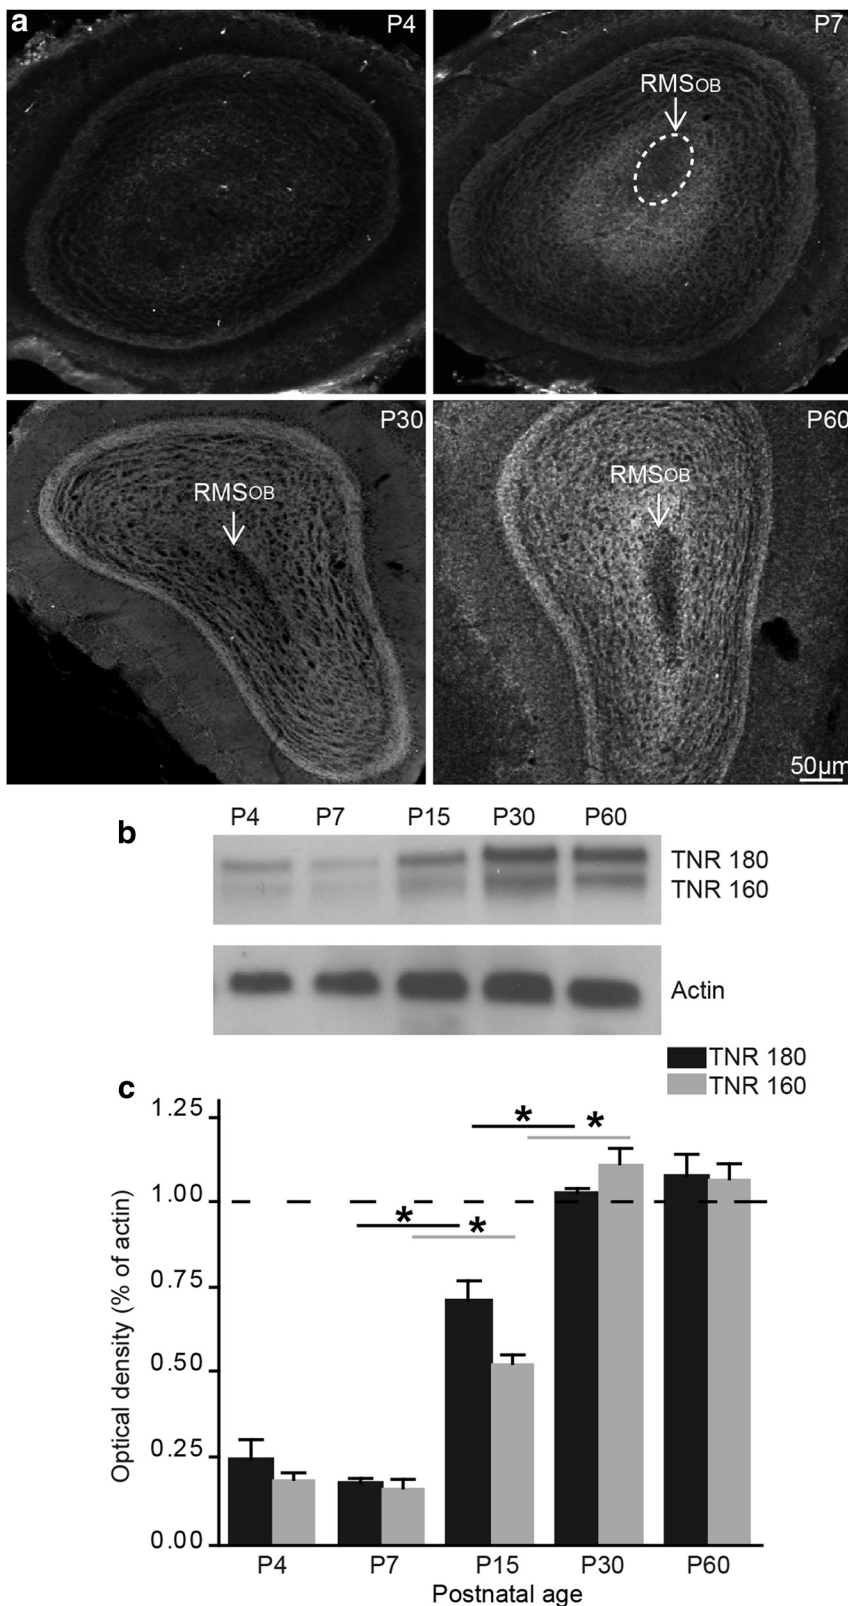 a
P4
P7
RMSOB
P30
RMSOB
P60
RMSOB
50µm
b
P4 P7 P15 P30 P60
TNR 180
TNR 160
Actin
TNR 180
TNR 160
c
Optical density (% of actin)
1.25
1.00
0.75
0.50
0.25
0.00
* *
* *
P4 P7 P15 P30 P60
Postnatal age